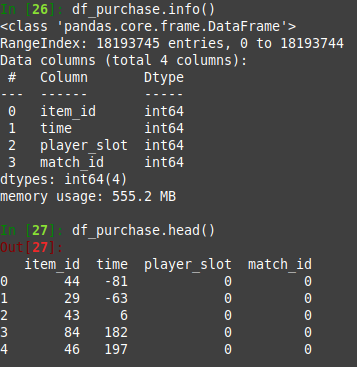 In [26]: df_purchase.info()
<class 'pandas.core.frame.DataFrame'>
RangeIndex: 18193745 entries, 0 to 18193744
Data columns (total 4 columns):
 #   Column       Dtype
---  ------       -----
 0   item_id      int64
 1   time         int64
 2   player_slot  int64
 3   match_id     int64
dtypes: int64(4)
memory usage: 555.2 MB
In [27]: df_purchase.head()
Out[27]:
   item_id  time  player_slot  match_id
0       44   -81            0         0
1       29   -63            0         0
2       43     6            0         0
3       84   182            0         0
4       46   197            0         0